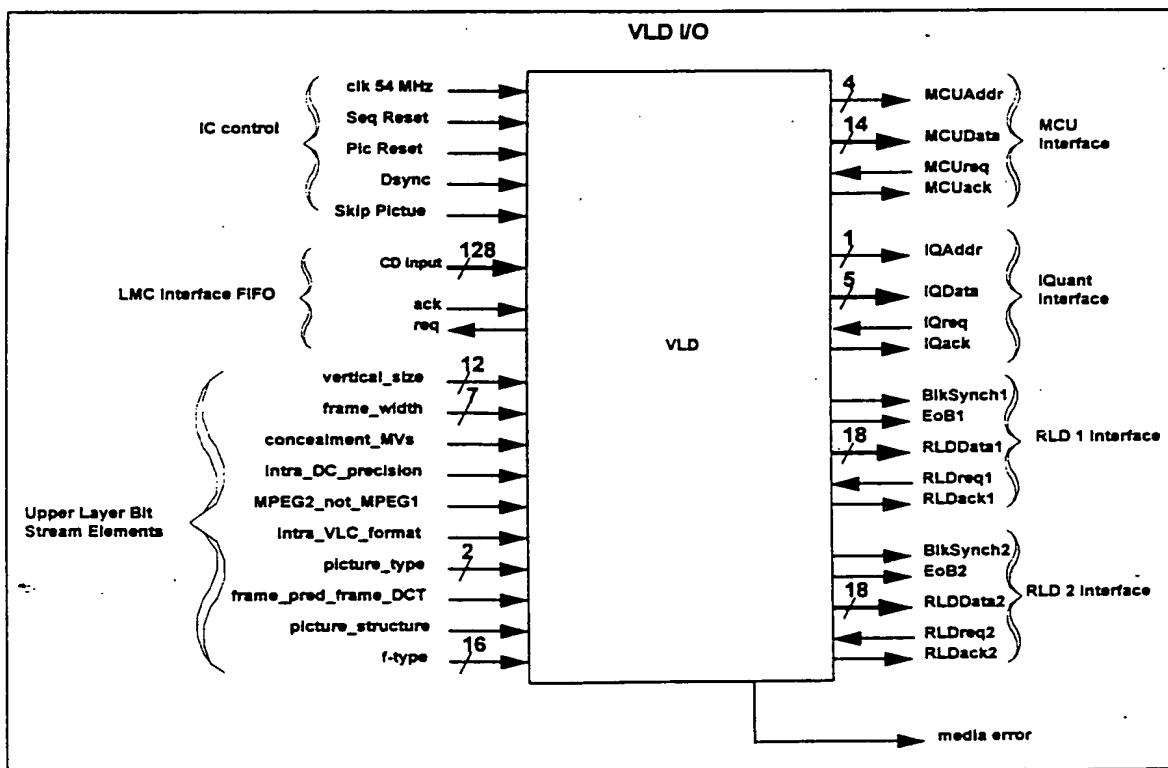 VLD I/O
IC control
clk 54 MHz
Seq Reset
Pic Reset
Dsync
Skip Pictue
LMC Interface FIFO
CD Input
128
ack
req
Upper Layer Bit
Stream Elements
vertical_size
12
frame_width
7
concealment_MVs
Intra_DC_precision
MPEG2_not_MPEG1
Intra_VLC_format
picture_type
2
frame_pred_frame_DCT
picture_structure
f-type
16
VLD
4
MCUAddr
14
MCUData
MCUreq
MCUack
MCU
Interface
1
IQAddr
5
IQData
IQreq
IQack
IQuant
Interface
BlkSynch1
EoB1
18
RLDData1
RLDreq1
RLDack1
RLD 1 Interface
BlkSynch2
EoB2
18
RLDData2
RLDreq2
RLDack2
RLD 2 Interface
media error